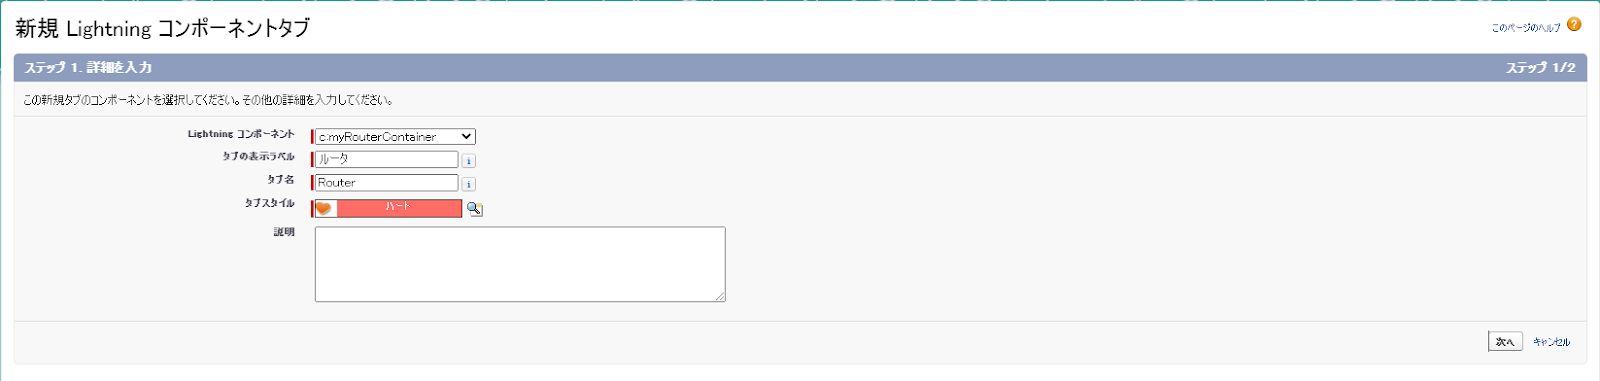 新規 Lightning コンポーネントタブ
このページのヘルプ ?
ステップ 1. 詳細を入力 ステップ 1/2
この新規タブのコンポーネントを選択してください。その他の詳細を入力してください。
Lightning コンポーネント c:myRouterContainer
タブの表示ラベル ルータ i
タブ名 Router i
タブスタイル ハート
説明
次へ キャンセル